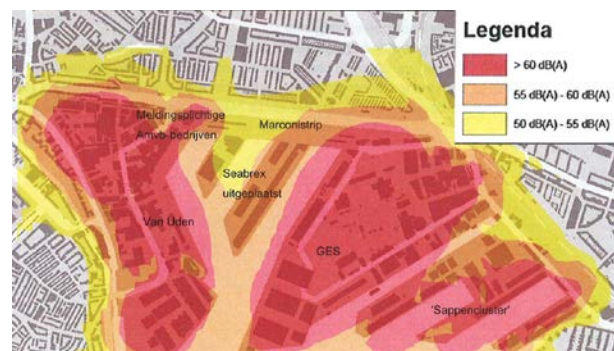 Legenda
> 60 dB(A)
55 dB(A) - 60 dB(A)
50 dB(A) - 55 dB(A)
Meldingsplichtige
Amvb-bedrijven
Marconistrip
Seabrex
uitgeplaatst
Van Uden
GES
'Sappencluster'